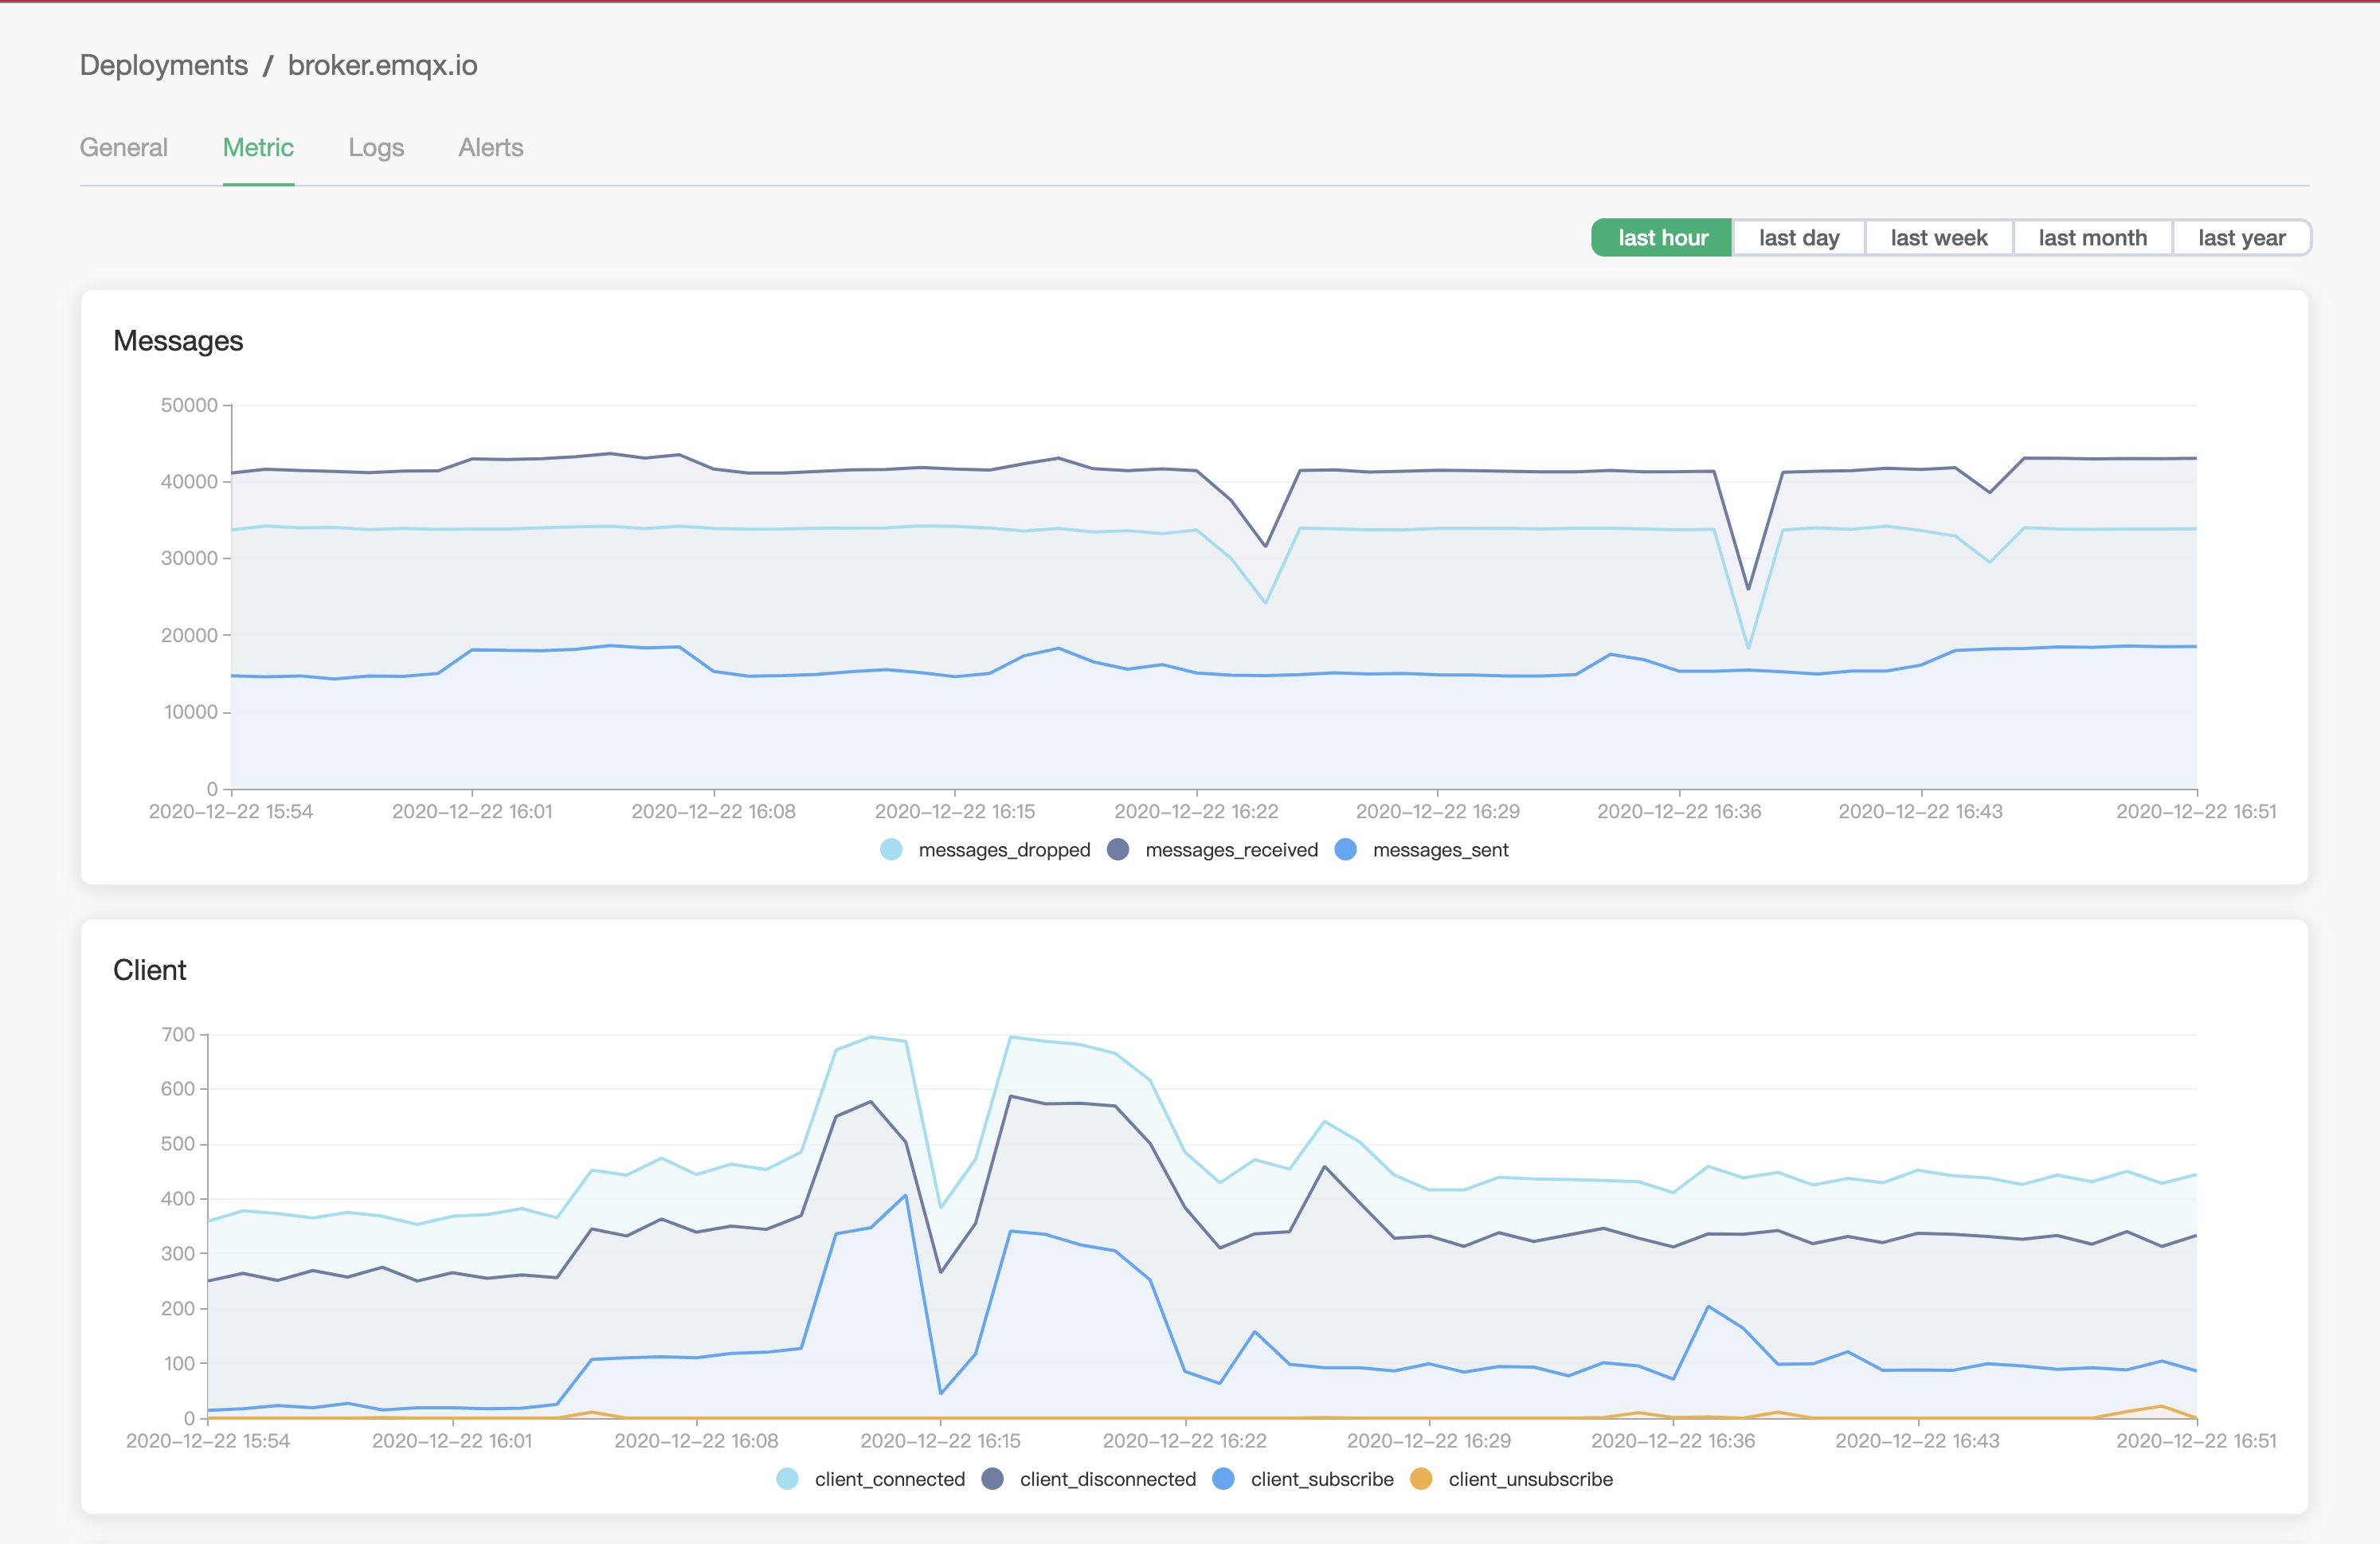 Deployments / broker.emqx.io
General Metric Logs Alerts
last hour last day last week last month last year
Messages
50000
40000
30000
20000
10000
0
2020-12-22 15:54 2020-12-22 16:01 2020-12-22 16:08 2020-12-22 16:15 2020-12-22 16:22 2020-12-22 16:29 2020-12-22 16:36 2020-12-22 16:43 2020-12-22 16:51
messages_dropped messages_received messages_sent
Client
700
600
500
400
300
200
100
0
2020-12-22 15:54 2020-12-22 16:01 2020-12-22 16:08 2020-12-22 16:15 2020-12-22 16:22 2020-12-22 16:29 2020-12-22 16:36 2020-12-22 16:43 2020-12-22 16:51
client_connected client_disconnected client_subscribe client_unsubscribe